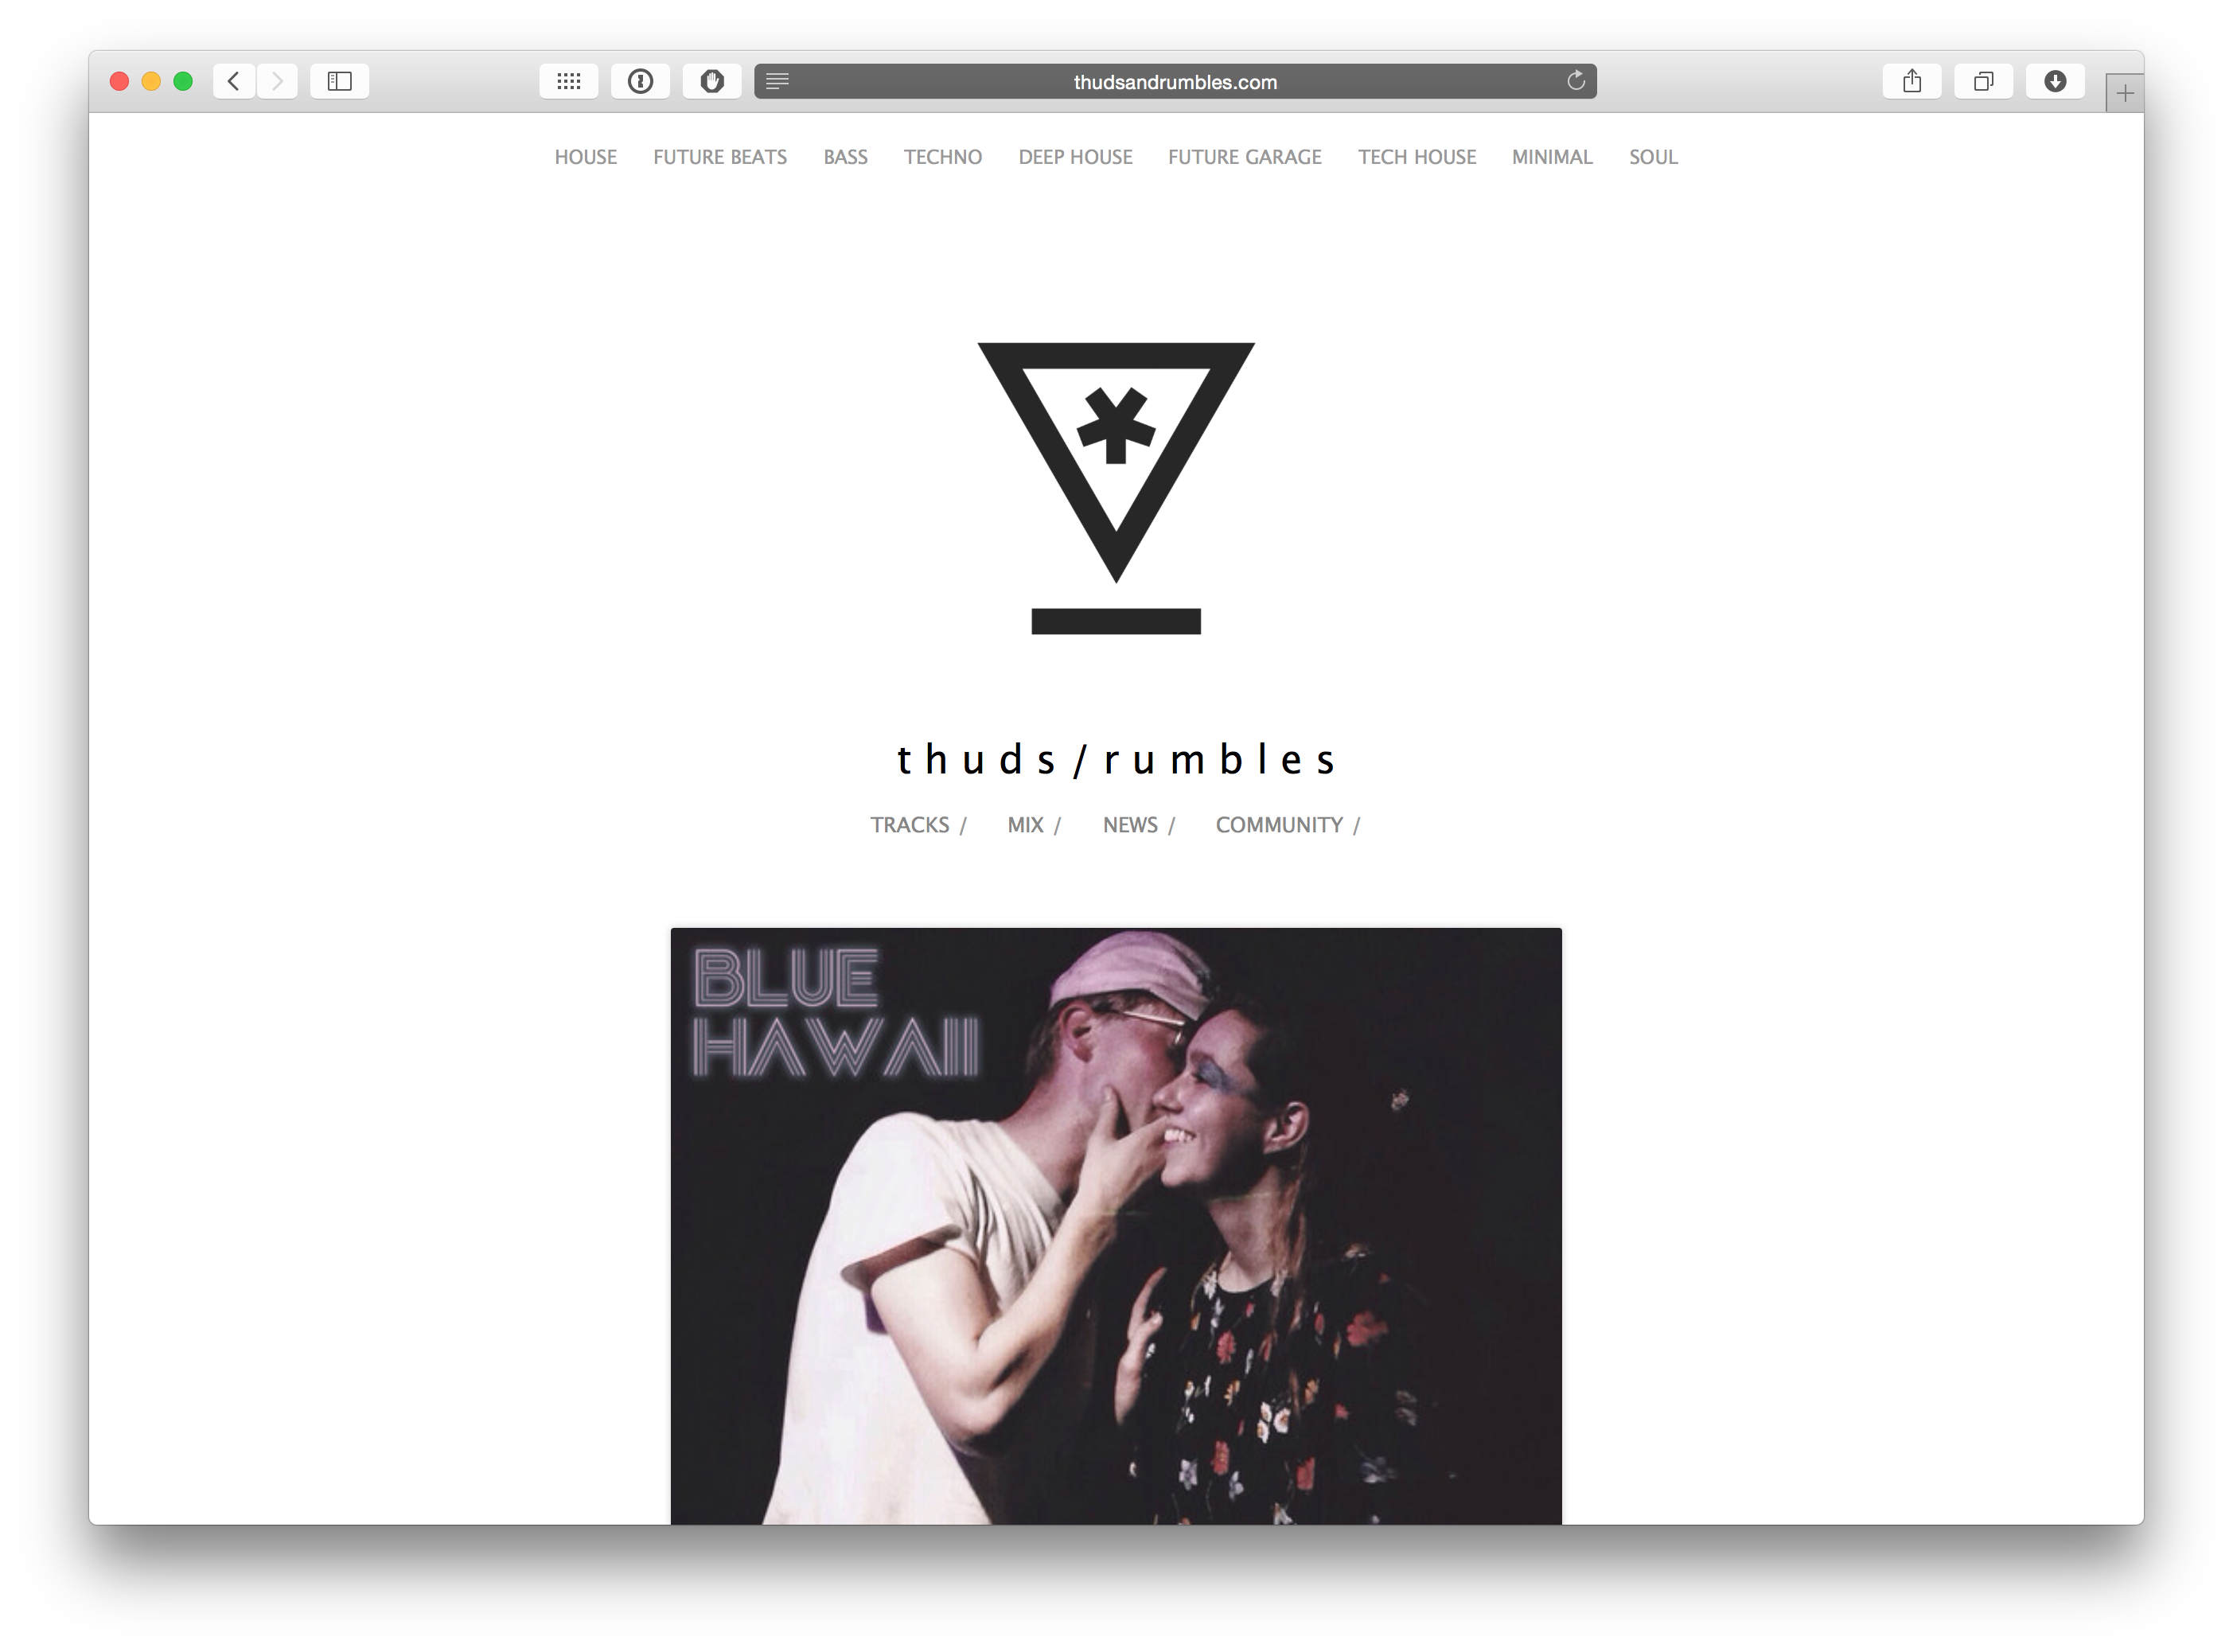 thudsandrumbles.com
HOUSE FUTURE BEATS BASS TECHNO DEEP HOUSE FUTURE GARAGE TECH HOUSE MINIMAL SOUL
thuds/rumbles
TRACKS / MIX / NEWS / COMMUNITY /
BLUE
HAWAII